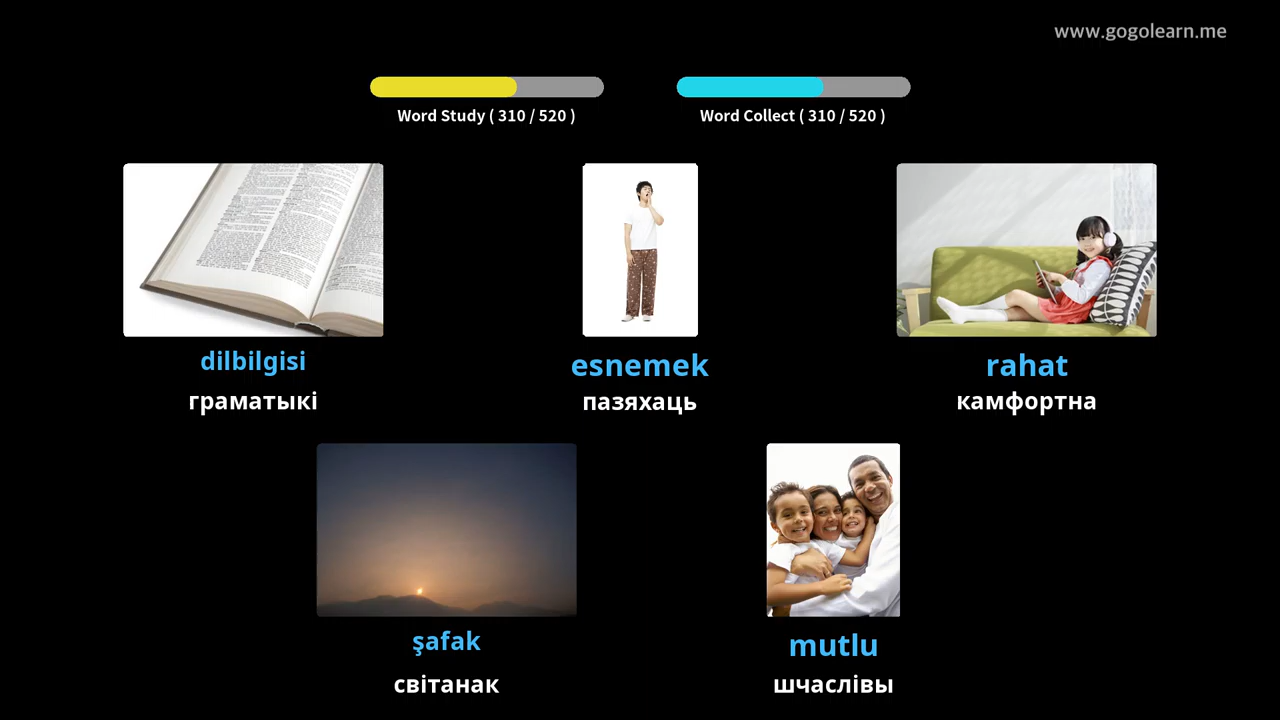 www.gogolearn.me
Word Study ( 310 / 520 )
Word Collect ( 310 / 520 )
dilbilgisi
esnemek
rahat
граматыкі
пазяхаць
камфортна
şafak
mutlu
світанак
шчаслівы